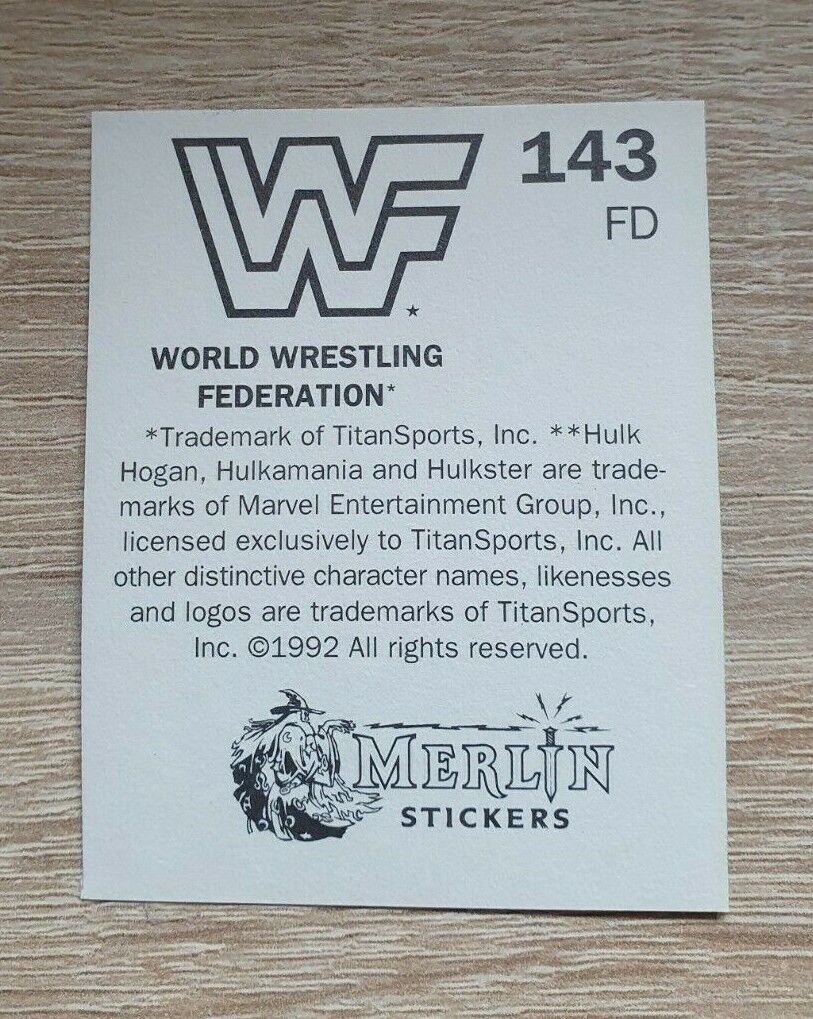 WF
143
FD
WORLD WRESTLING
FEDERATION*
*Trademark of TitanSports, Inc. **Hulk
Hogan, Hulkamania and Hulkster are trade-
marks of Marvel Entertainment Group, Inc.,
licensed exclusively to TitanSports, Inc. All
other distinctive character names, likenesses
and logos are trademarks of TitanSports,
Inc. ©1992 All rights reserved.
MERLIN
STICKERS